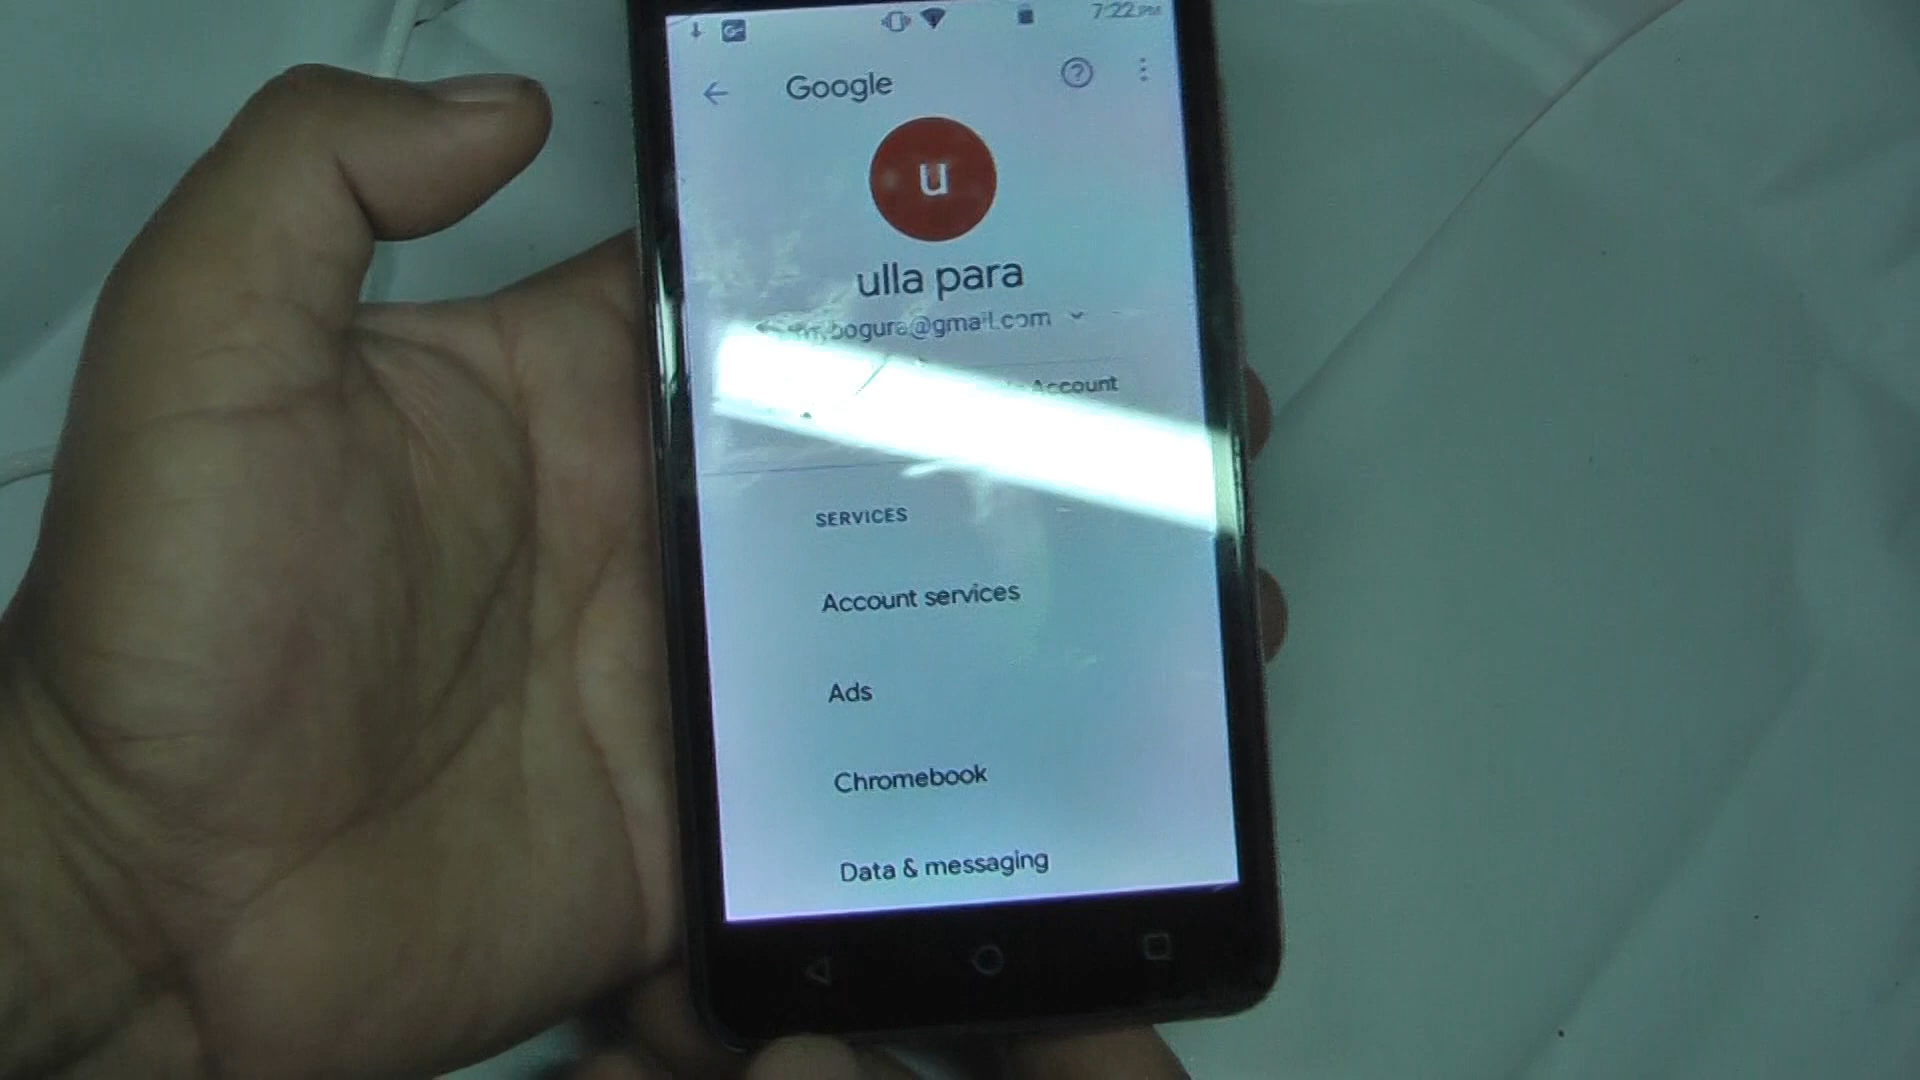 7:22 PM
Google
u
ulla para
bogura@gmail.com
Account
SERVICES
Account services
Ads
Chromebook
Data & messaging